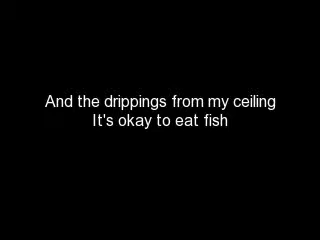 And the drippings from my ceiling
It's okay to eat fish